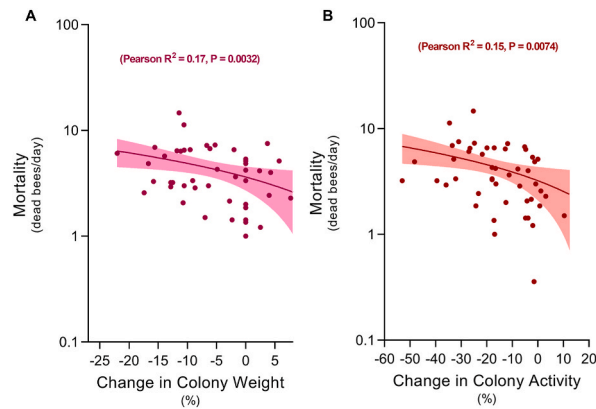 A
(Pearson R² = 0.17, P = 0.0032)
100
10
1
0.1
Mortality
(dead bees/day)
-25 -20 -15 -10 -5 0 5
Change in Colony Weight
(%)
B
(Pearson R² = 0.15, P = 0.0074)
100
10
1
0.1
Mortality
(dead bees/day)
-60 -50 -40 -30 -20 -10 0 10 20
Change in Colony Activity
(%)